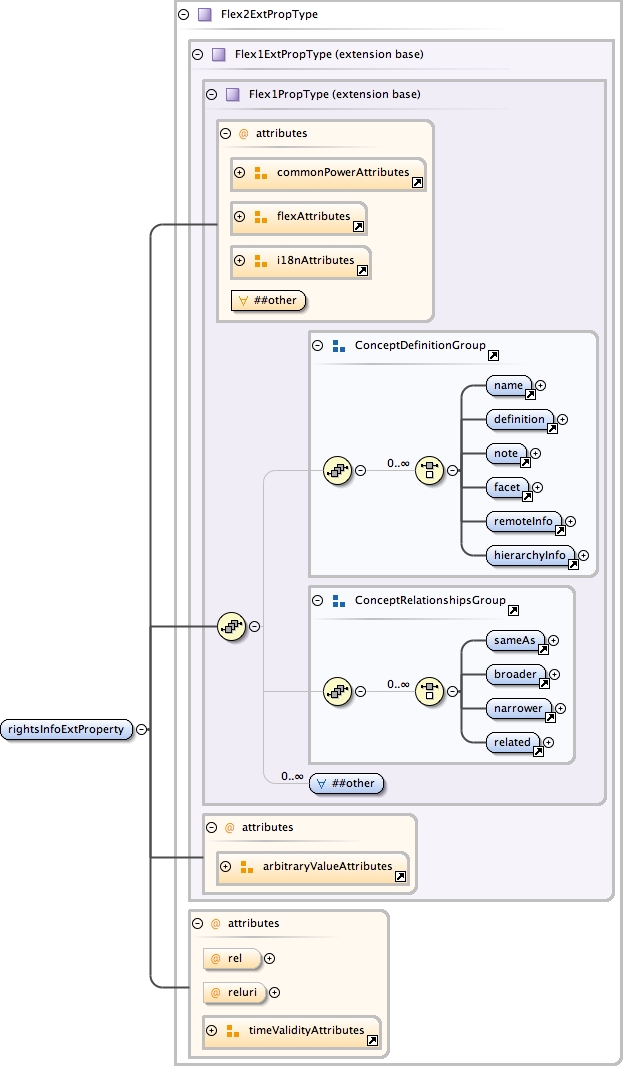 Flex2ExtPropType
Flex1ExtPropType (extension base)
Flex1PropType (extension base)
@ attributes
commonPowerAttributes
flexAttributes
i18nAttributes
##other
ConceptDefinitionGroup
name
definition
0..∞
note
facet
remoteInfo
hierarchyInfo
ConceptRelationshipsGroup
sameAs
broader
0..∞
narrower
related
rightsInfoExtProperty
0..∞ ##other
@ attributes
arbitraryValueAttributes
@ attributes
@ rel
@ reluri
timeValidityAttributes